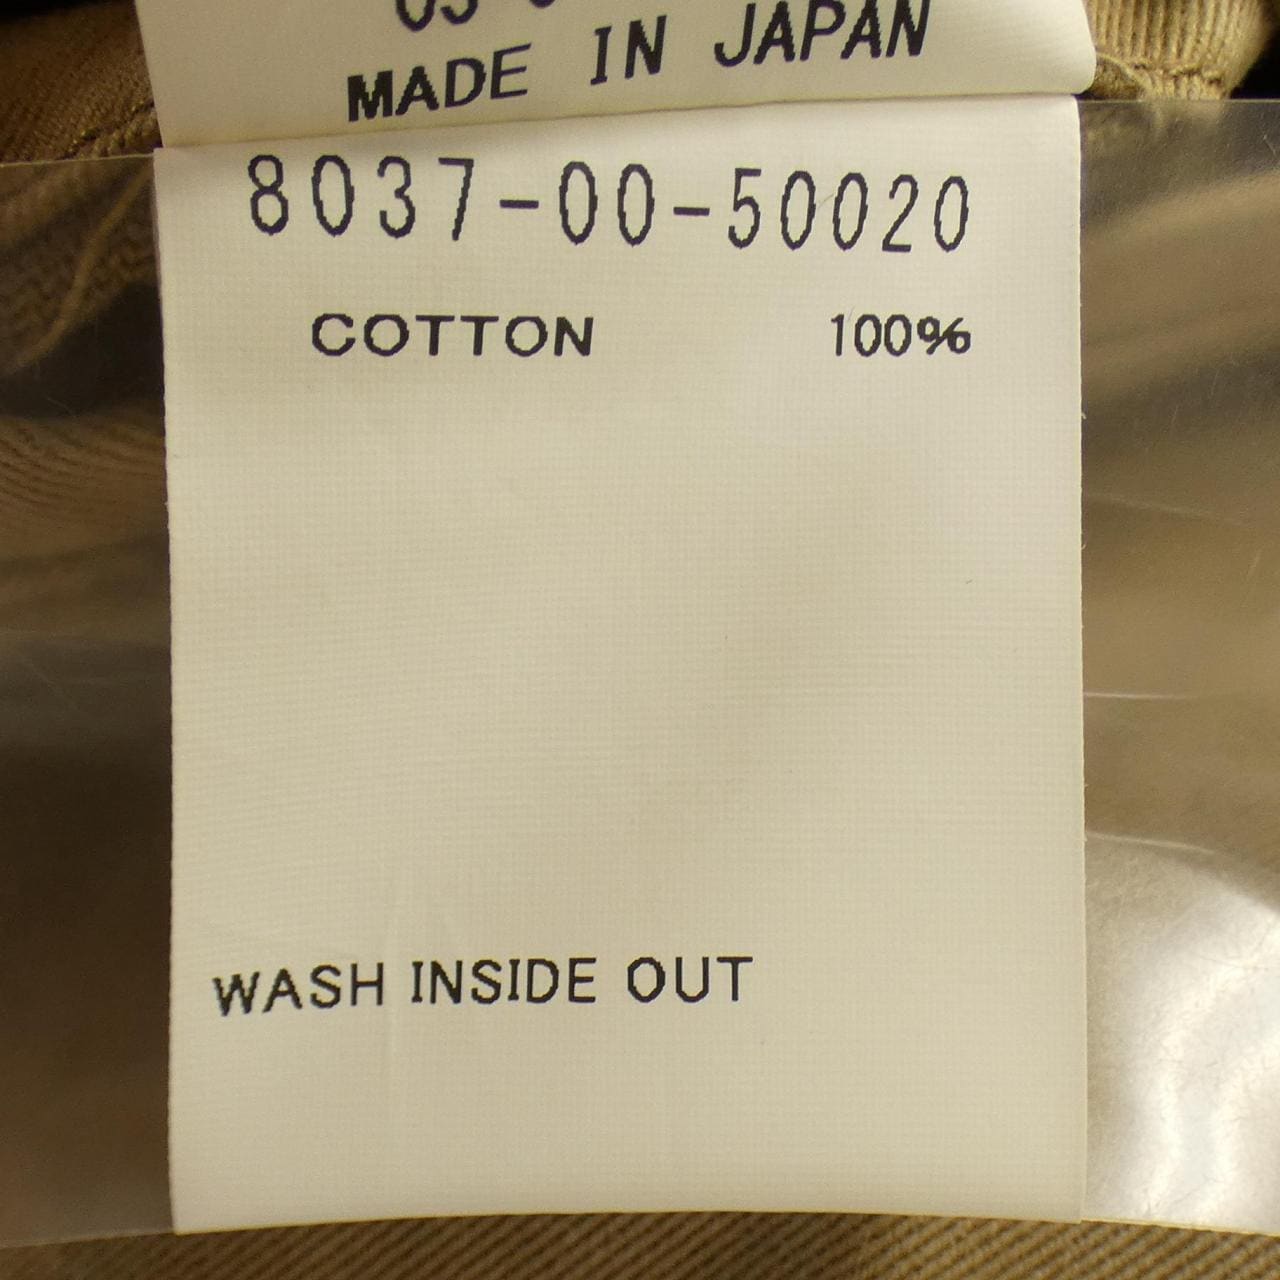 MADE IN JAPAN
8037-00-50020
COTTON 100%
WASH INSIDE OUT